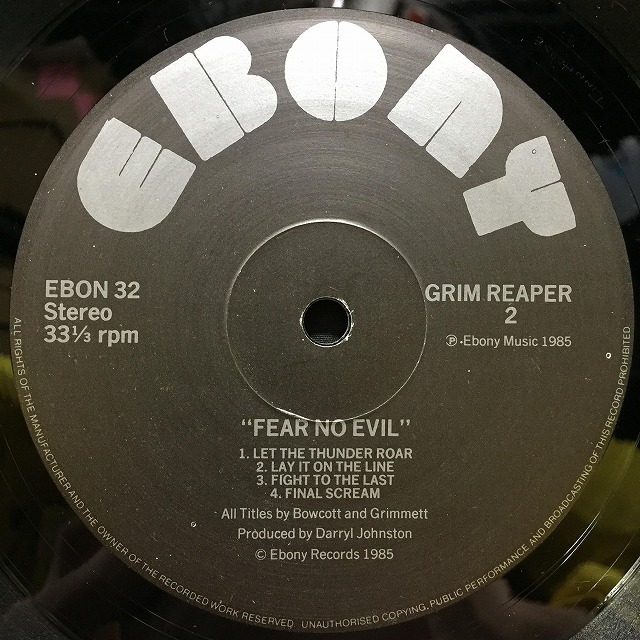 EBONY
EBON 32
Stereo
33⅓ rpm
GRIM REAPER
2
℗ Ebony Music 1985
"FEAR NO EVIL"
1. LET THE THUNDER ROAR
2. LAY IT ON THE LINE
3. FIGHT TO THE LAST
4. FINAL SCREAM
All Titles by Bowcott and Grimmett
Produced by Darryl Johnston
© Ebony Records 1985
ALL RIGHTS OF THE MANUFACTURER AND THE OWNER OF THE RECORDED WORK RESERVED UNAUTHORISED COPYING, PUBLIC PERFORMANCE AND BROADCASTING OF THIS RECORD PROHIBITED